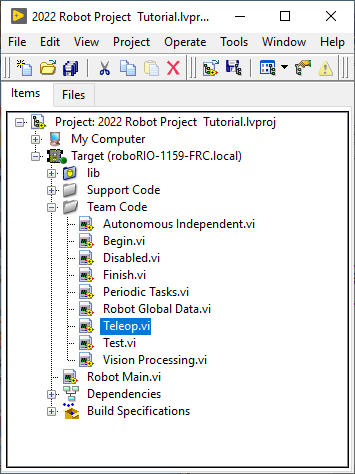 2022 Robot Project  Tutorial.lvpr...
File Edit View Project Operate Tools Window Help
Items Files
Project: 2022 Robot Project  Tutorial.lvproj
My Computer
Target (roboRIO-1159-FRC.local)
lib
Support Code
Team Code
Autonomous Independent.vi
Begin.vi
Disabled.vi
Finish.vi
Periodic Tasks.vi
Robot Global Data.vi
Teleop.vi
Test.vi
Vision Processing.vi
Robot Main.vi
Dependencies
Build Specifications